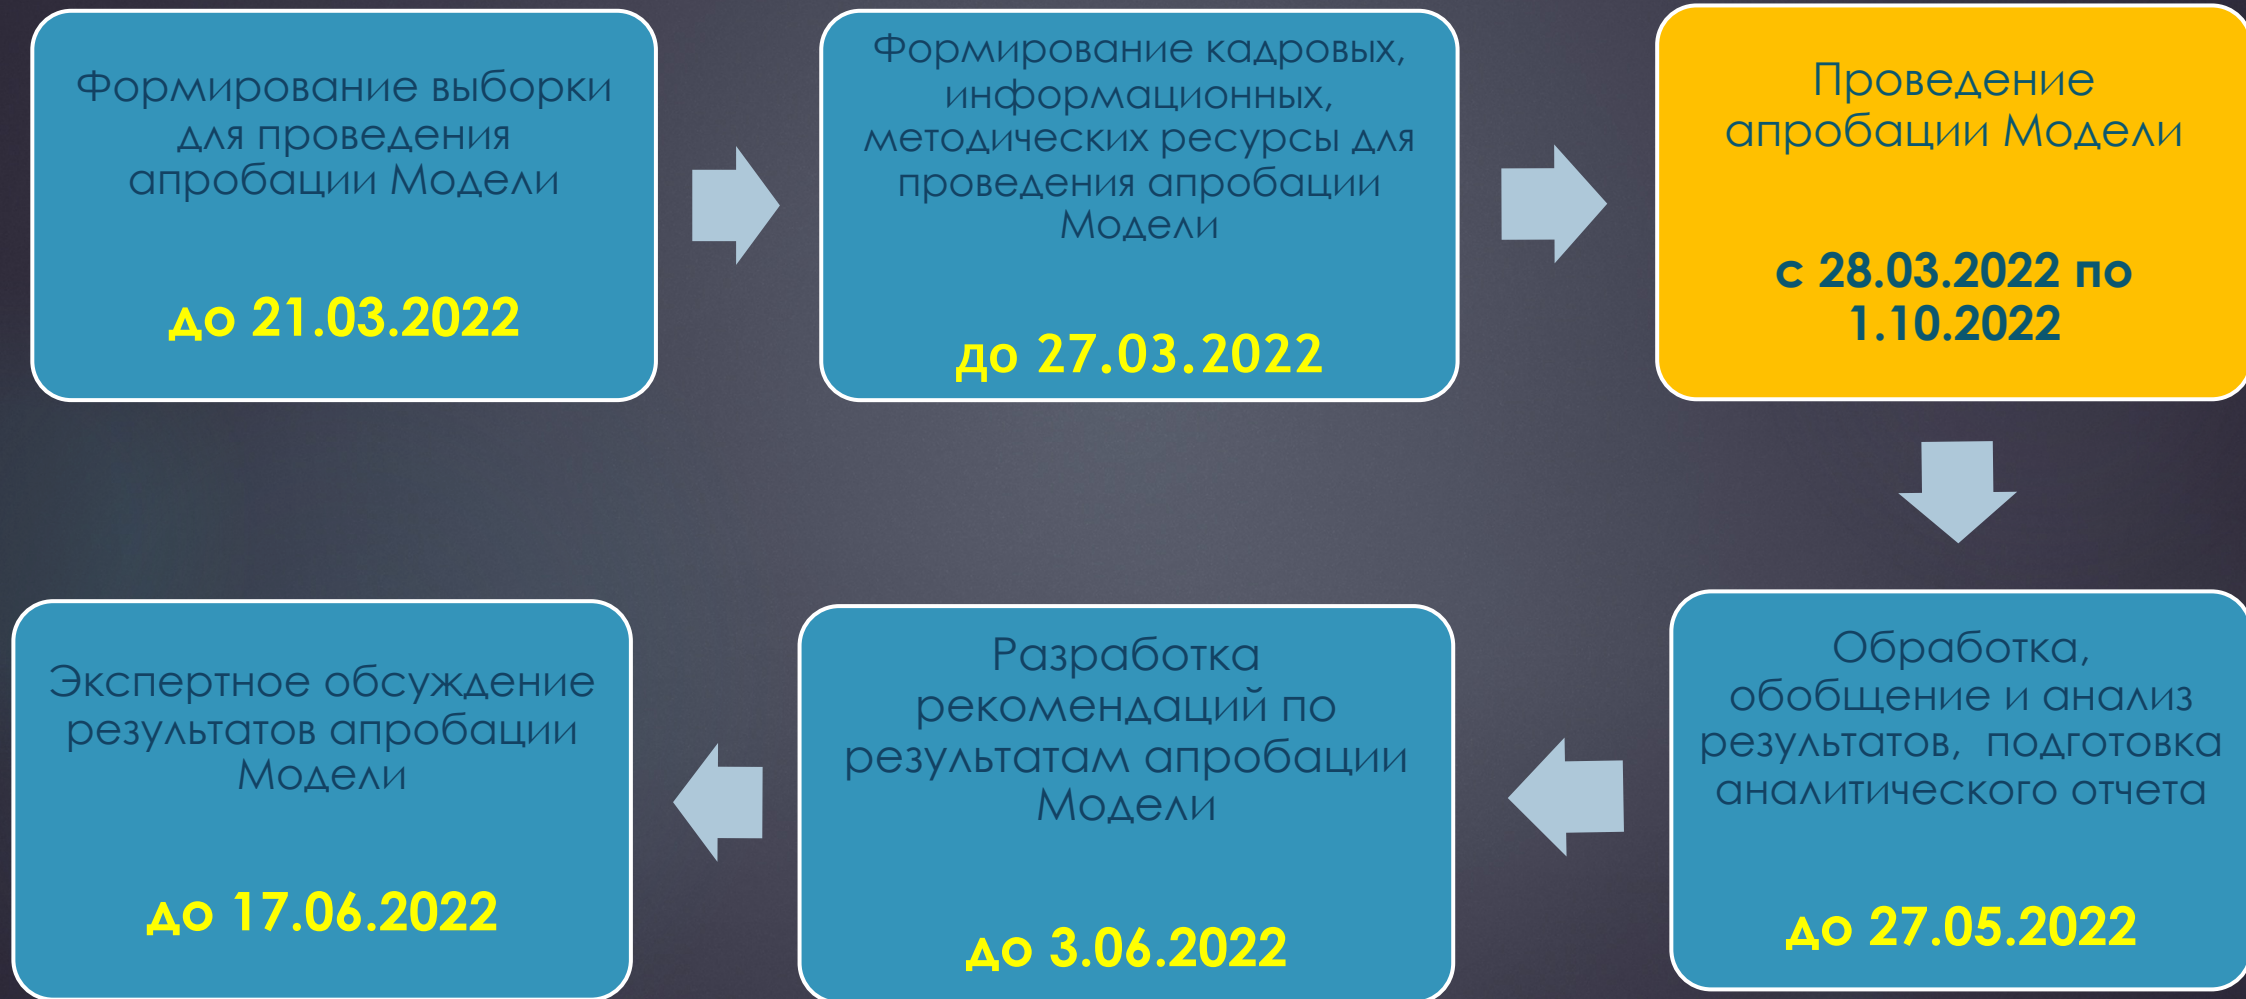 Формирование выборки
для проведения
апробации Модели
до 21.03.2022
Формирование кадровых,
информационных,
методических ресурсы для
проведения апробации
Модели
до 27.03.2022
Проведение
апробации Модели
с 28.03.2022 по
1.10.2022
Обработка,
обобщение и анализ
результатов, подготовка
аналитического отчета
до 27.05.2022
Разработка
рекомендаций по
результатам апробации
Модели
до 3.06.2022
Экспертное обсуждение
результатов апробации
Модели
до 17.06.2022